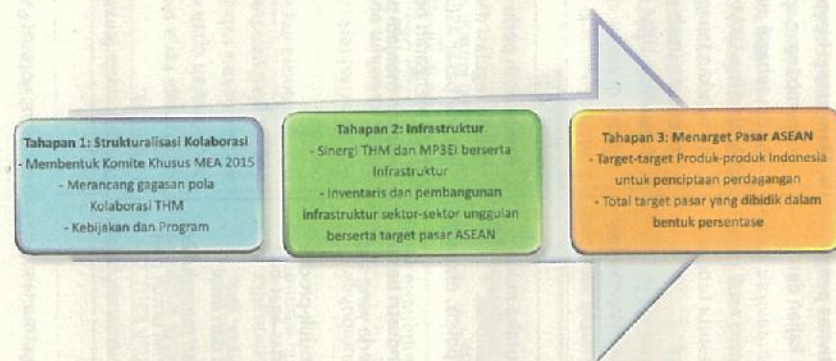 Tahapan 1: Strukturalisasi Kolaborasi
- Membentuk Komite Khusus MEA 2015
- Merancang gagasan pola
Kolaborasi THM
- Kebijakan dan Program
Tahapan 2: Infrastruktur
- Sinergi THM dan MP3EI berserta
Infrastruktur
- Inventaris dan pembangunan
infrastruktur sektor-sektor unggulan
berserta target pasar ASEAN
Tahapan 3: Menarget Pasar ASEAN
- Target-target Produk-produk Indonesia
untuk penciptaan perdagangan
- Total target pasar yang dibidik dalam
bentuk persentase